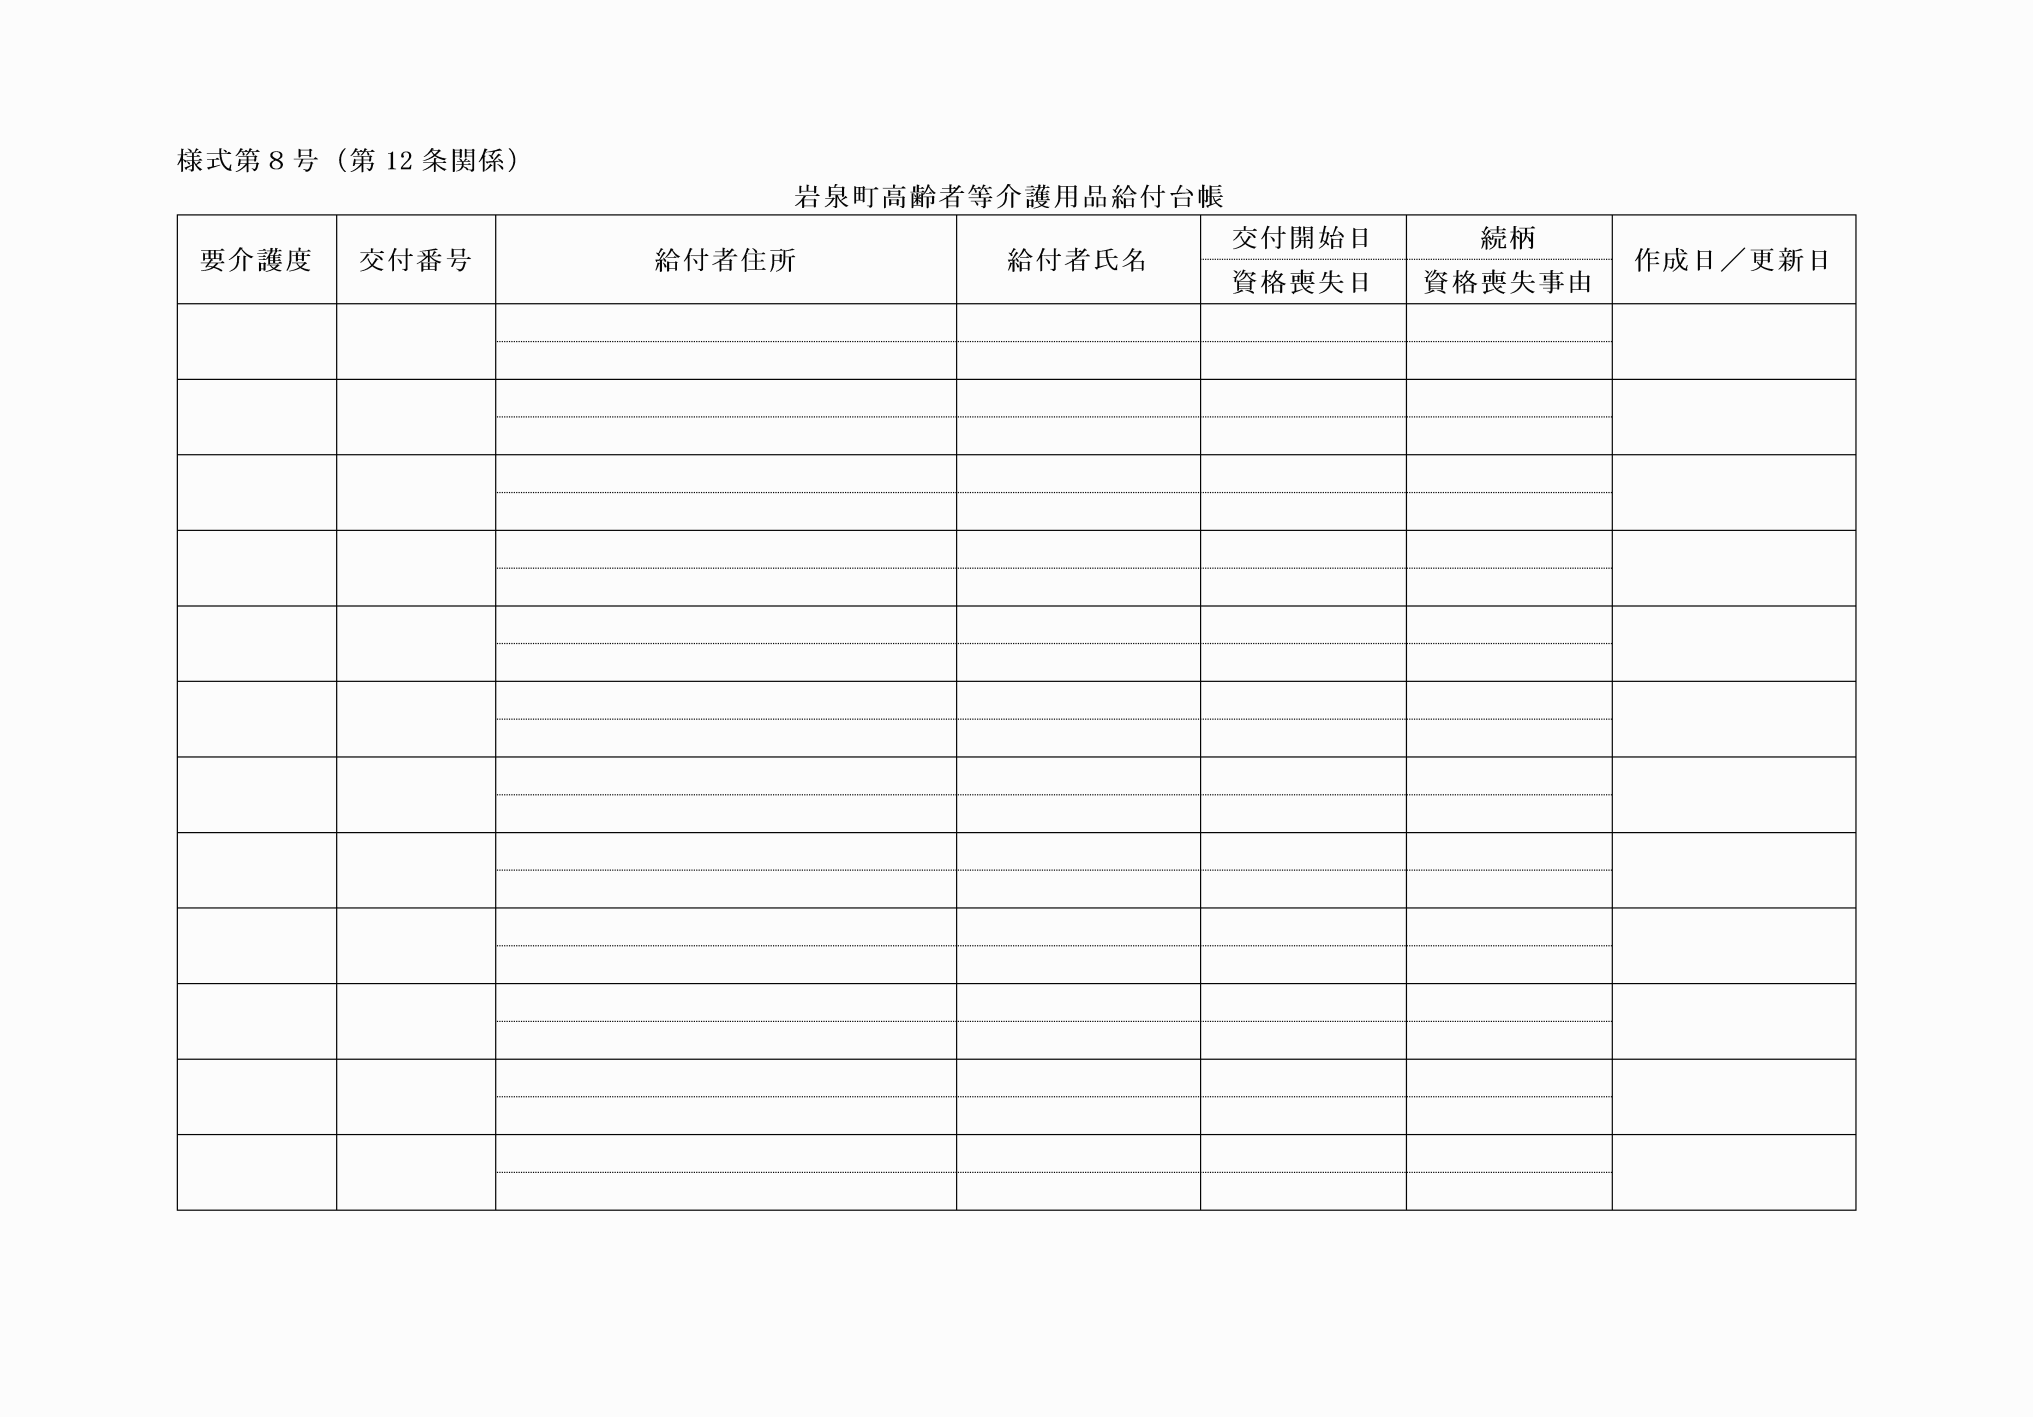 様式第８号（第 12 条関係）
岩泉町高齢者等介護用品給付台帳
要介護度
交付番号
給付者住所
給付者氏名
交付開始日
資格喪失日
続柄
資格喪失事由
作成日／更新日